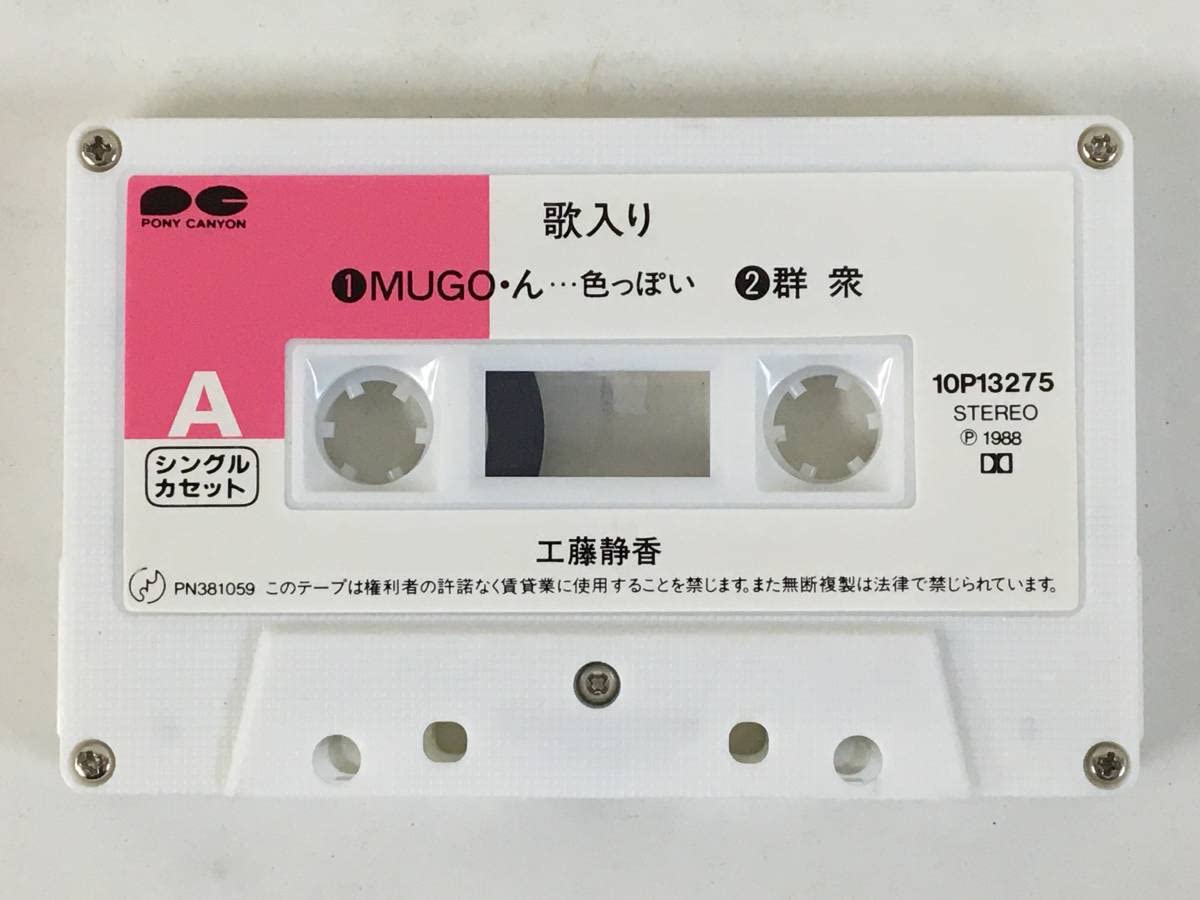 PONY CANYON
歌入り
❶MUGO・ん…色っぽい ❷群 衆
A
シングル
カセット
10P13275
STEREO
Ⓟ 1988
工藤静香
PN381059 このテープは権利者の許諾なく賃貸業に使用することを禁じます。また無断複製は法律で禁じられています。